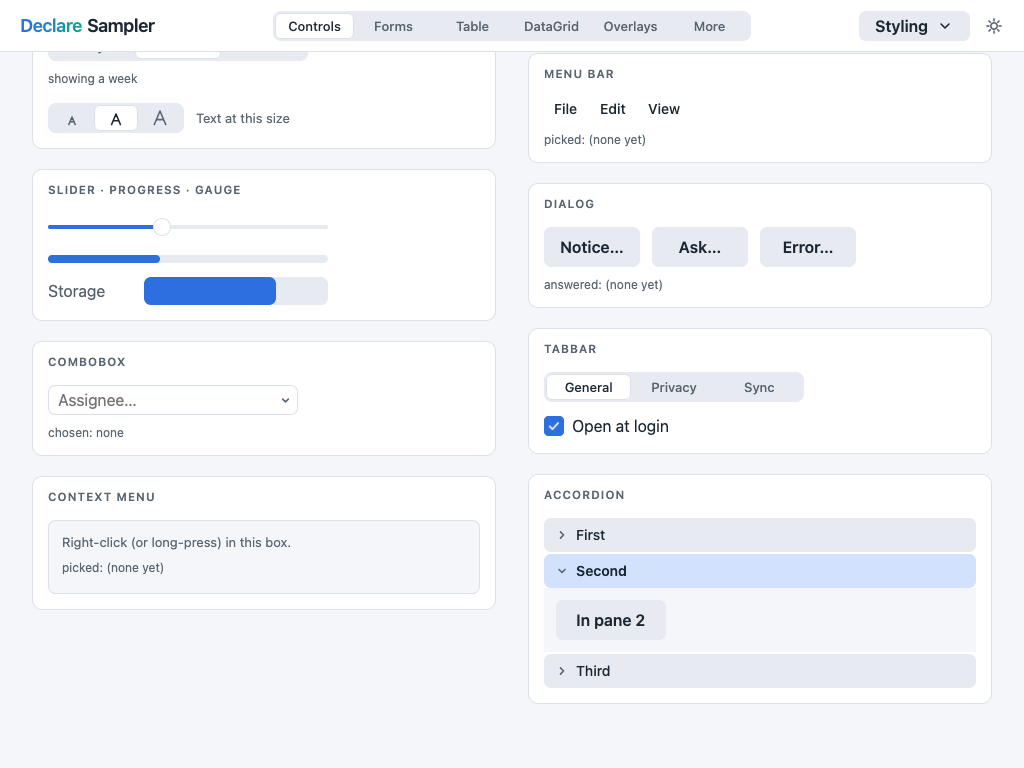 Declare Sampler
Controls
Forms
Table
DataGrid
Overlays
More
Styling
showing a week
A A A Text at this size
SLIDER · PROGRESS · GAUGE
Storage
COMBOBOX
Assignee...
chosen: none
CONTEXT MENU
Right-click (or long-press) in this box.
picked: (none yet)
MENU BAR
File Edit View
picked: (none yet)
DIALOG
Notice... Ask... Error...
answered: (none yet)
TABBAR
General Privacy Sync
Open at login
ACCORDION
First
Second
In pane 2
Third